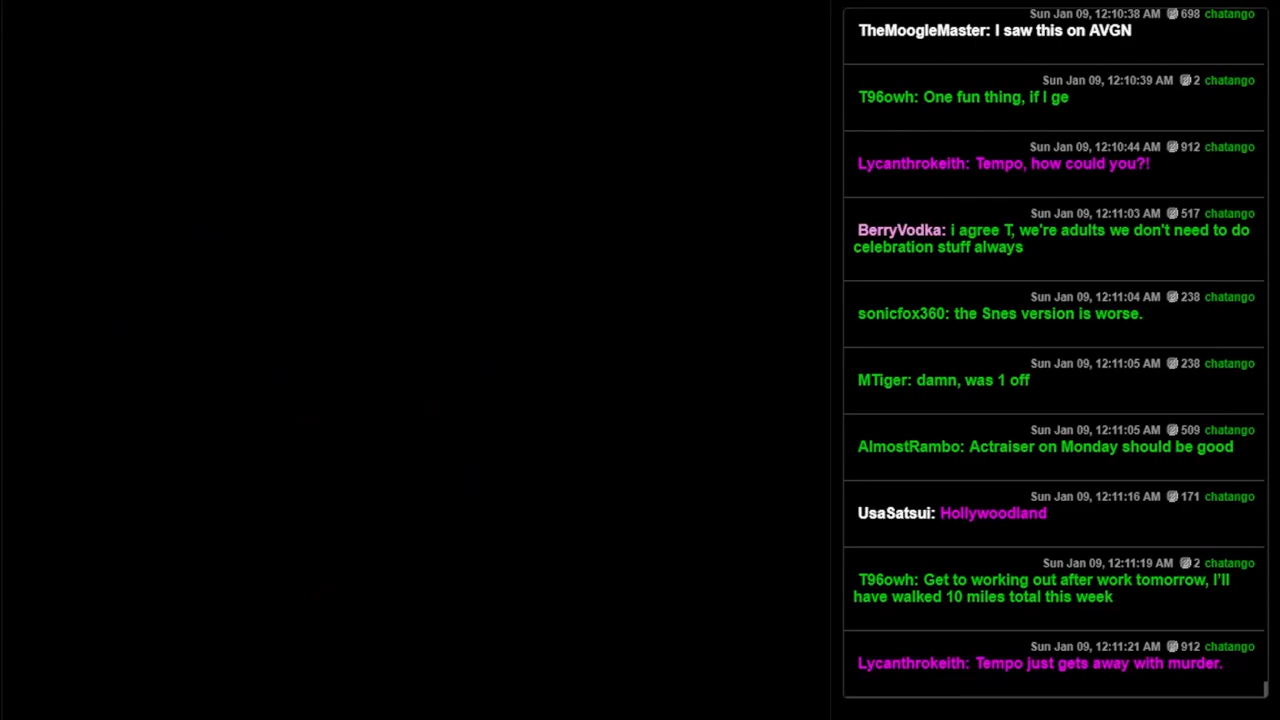 Sun Jan 09, 12:10:38 AM 698 chatango
TheMoogleMaster: I saw this on AVGN
Sun Jan 09, 12:10:39 AM 2 chatango
T96owh: One fun thing, if I ge
Sun Jan 09, 12:10:44 AM 912 chatango
Lycanthrokeith: Tempo, how could you?!
Sun Jan 09, 12:11:03 AM 517 chatango
BerryVodka: i agree T, we're adults we don't need to do
celebration stuff always
Sun Jan 09, 12:11:04 AM 238 chatango
sonicfox360: the Snes version is worse.
Sun Jan 09, 12:11:05 AM 238 chatango
MTiger: damn, was 1 off
Sun Jan 09, 12:11:05 AM 509 chatango
AlmostRambo: Actraiser on Monday should be good
Sun Jan 09, 12:11:16 AM 171 chatango
UsaSatsui: Hollywoodland
Sun Jan 09, 12:11:19 AM 2 chatango
T96owh: Get to working out after work tomorrow, I'll
have walked 10 miles total this week
Sun Jan 09, 12:11:21 AM 912 chatango
Lycanthrokeith: Tempo just gets away with murder.